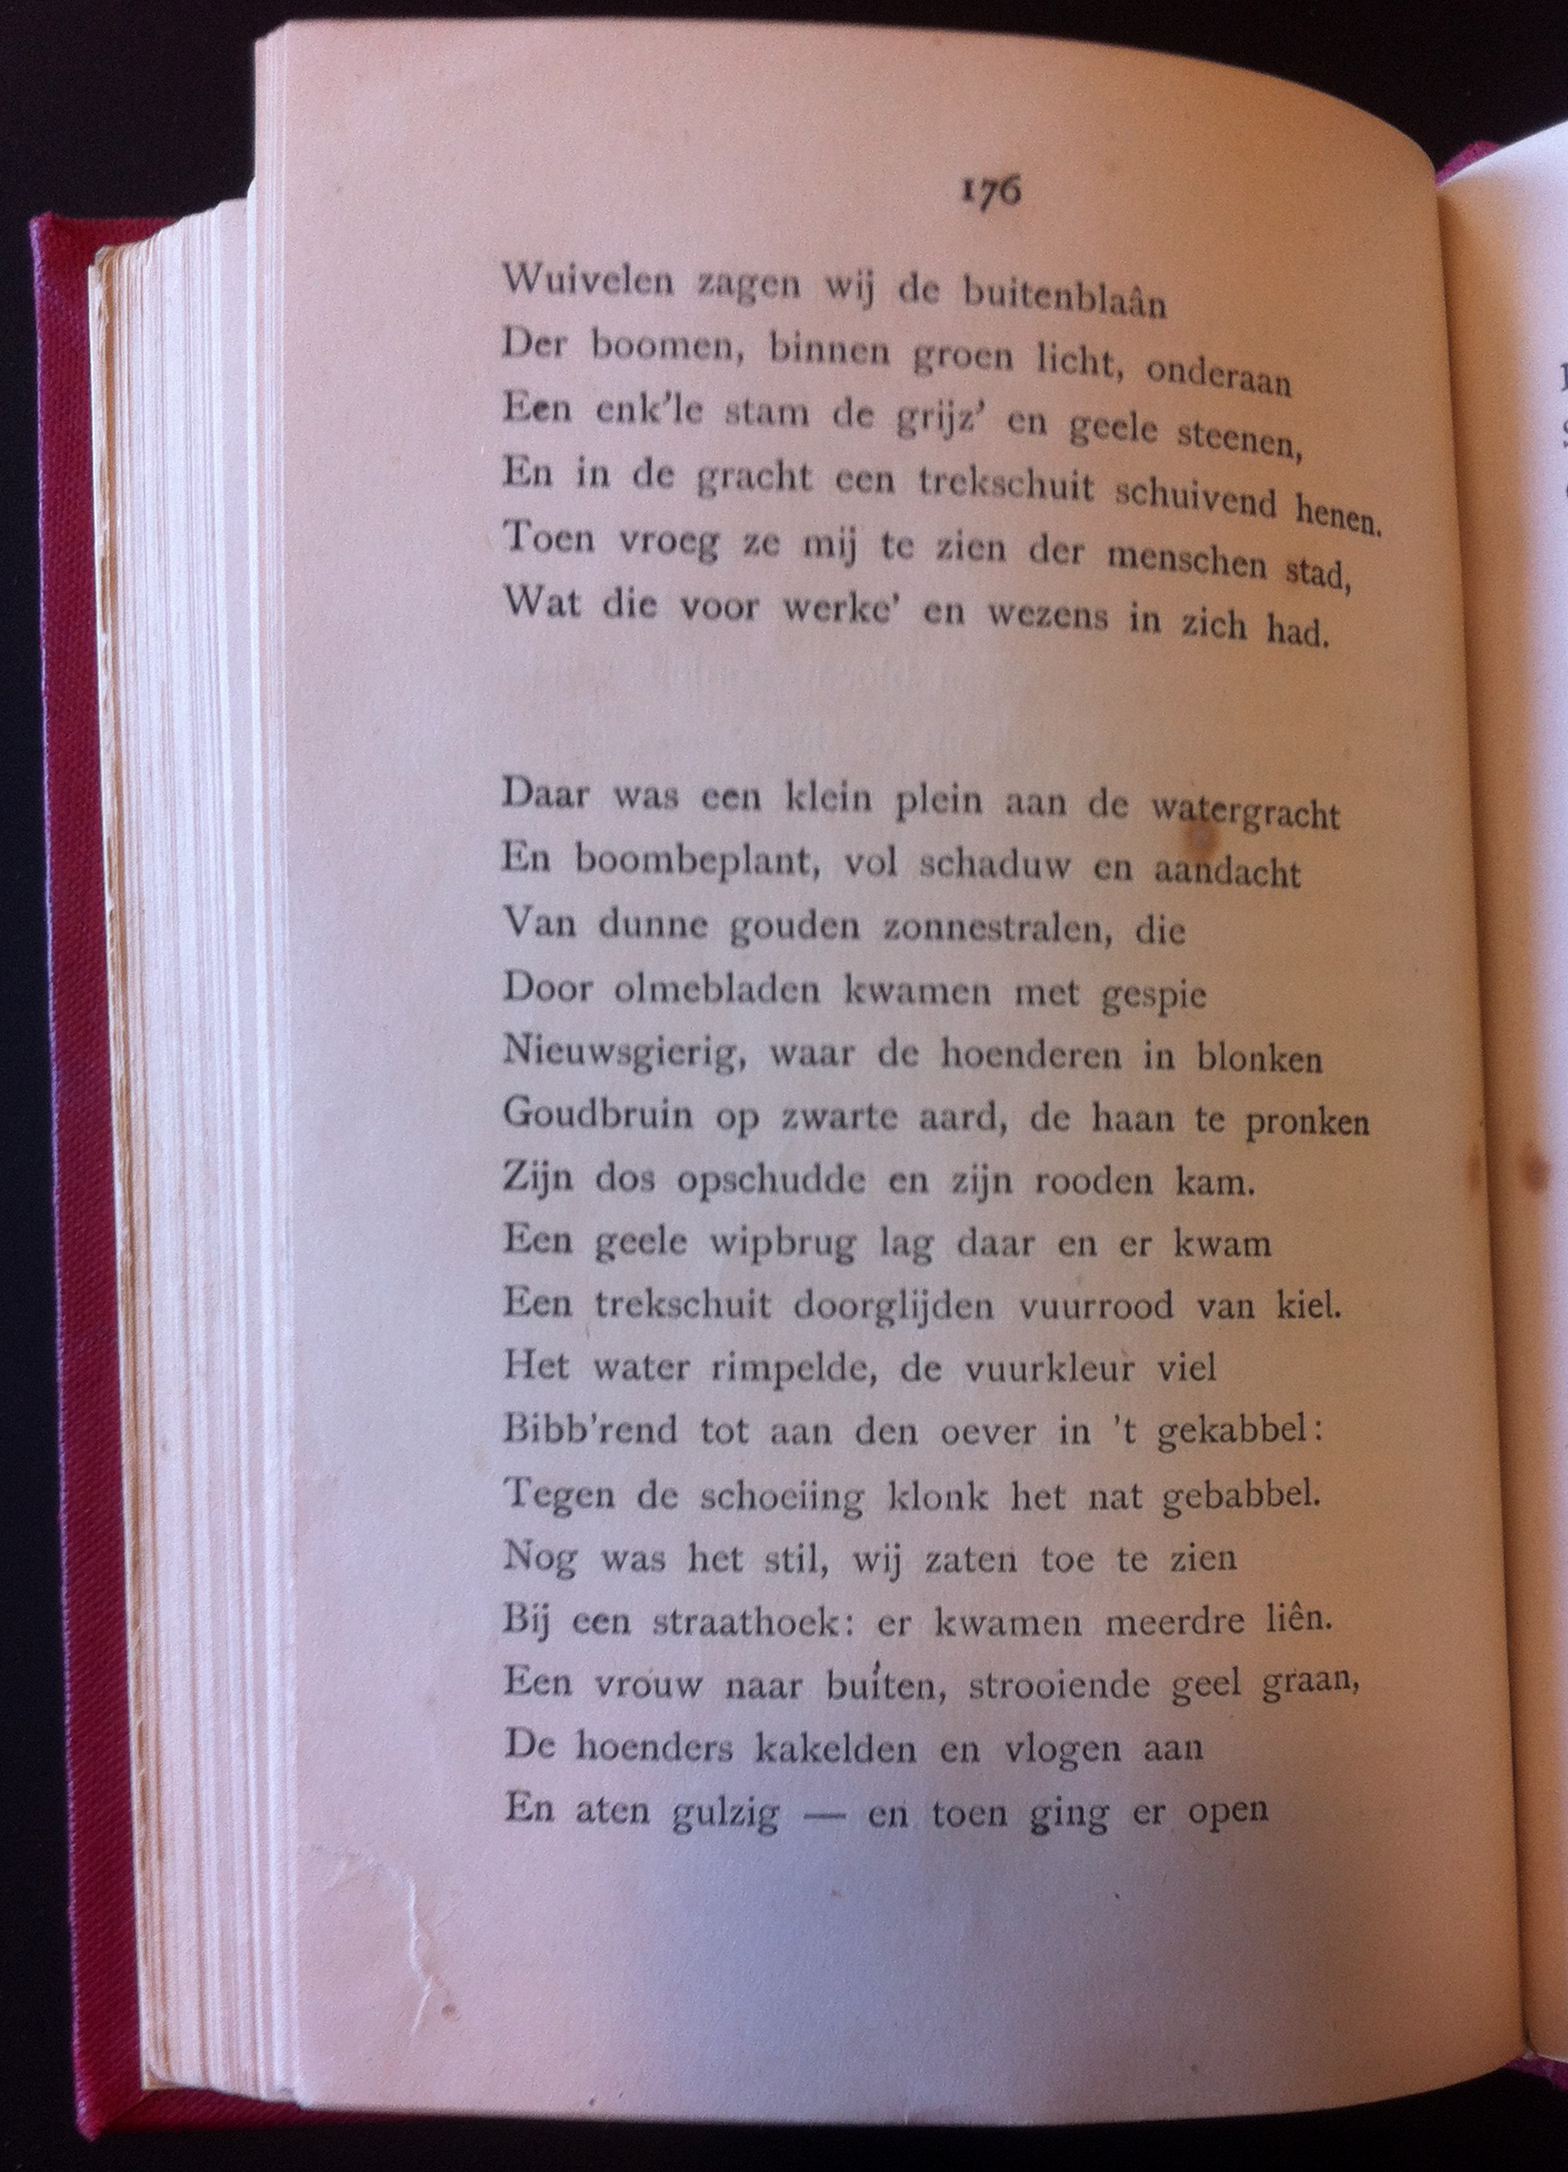 176
Wuivelen zagen wij de buitenblaân
Der boomen, binnen groen licht, onderaan
Een enk’le stam de grijz’ en geele steenen,
En in de gracht een trekschuit schuivend henen.
Toen vroeg ze mij te zien der menschen stad,
Wat die voor werke’ en wezens in zich had.
Daar was een klein plein aan de watergracht
En boombeplant, vol schaduw en aandacht
Van dunne gouden zonnestralen, die
Door olmebladen kwamen met gespie
Nieuwsgierig, waar de hoenderen in blonken
Goudbruin op zwarte aard, de haan te pronken
Zijn dos opschudde en zijn rooden kam.
Een geele wipbrug lag daar en er kwam
Een trekschuit doorglijden vuurrood van kiel.
Het water rimpelde, de vuurkleur viel
Bibb’rend tot aan den oever in ’t gekabbel:
Tegen de schoeiing klonk het nat gebabbel.
Nog was het stil, wij zaten toe te zien
Bij een straathoek: er kwamen meerdre liên.
Een vrouw naar buiten, strooiende geel graan,
De hoenders kakelden en vlogen aan
En aten gulzig — en toen ging er open